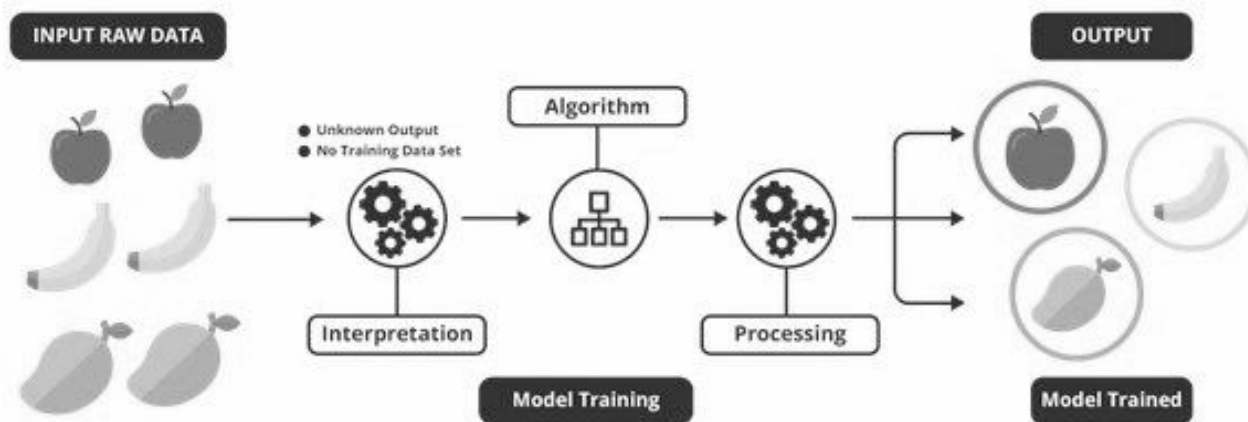 INPUT RAW DATA
OUTPUT
Algorithm
● Unknown Output
● No Training Data Set
Interpretation
Processing
Model Training
Model Trained